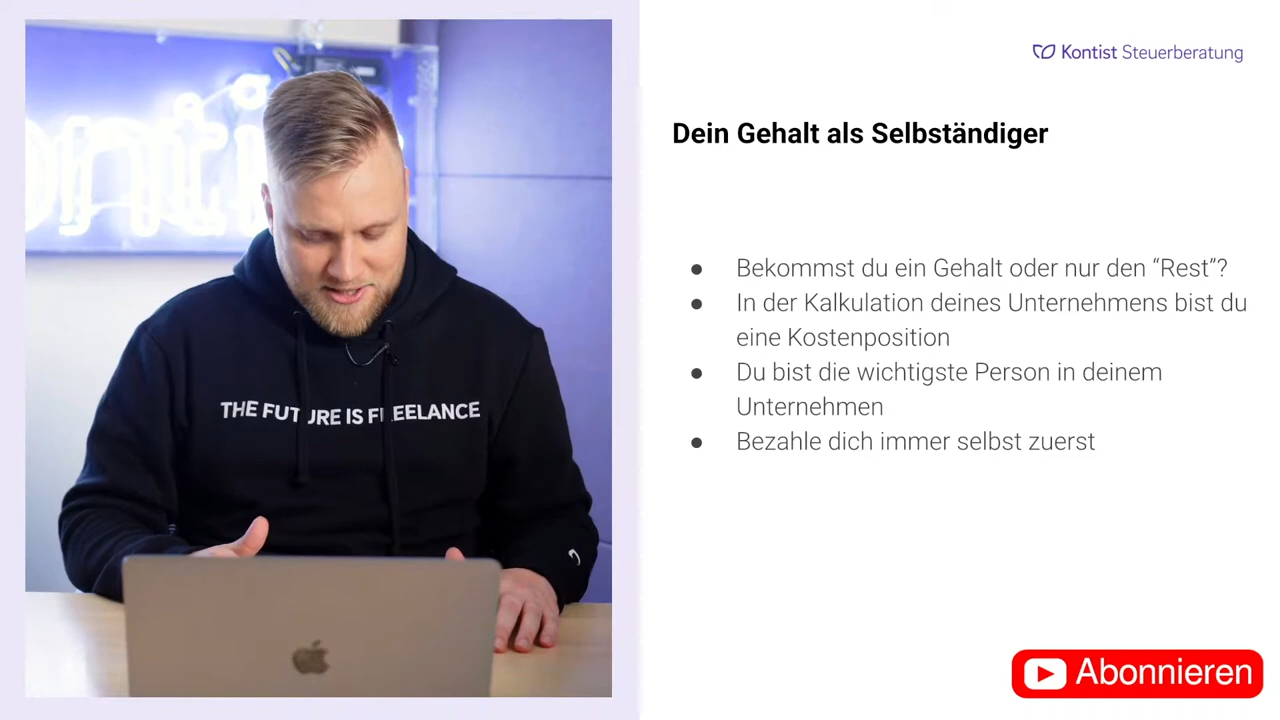 Kontist Steuerberatung
Dein Gehalt als Selbständiger
● Bekommst du ein Gehalt oder nur den “Rest”?
● In der Kalkulation deines Unternehmens bist du
eine Kostenposition
● Du bist die wichtigste Person in deinem
Unternehmen
● Bezahle dich immer selbst zuerst
THE FUTURE IS FREELANCE
Abonnieren